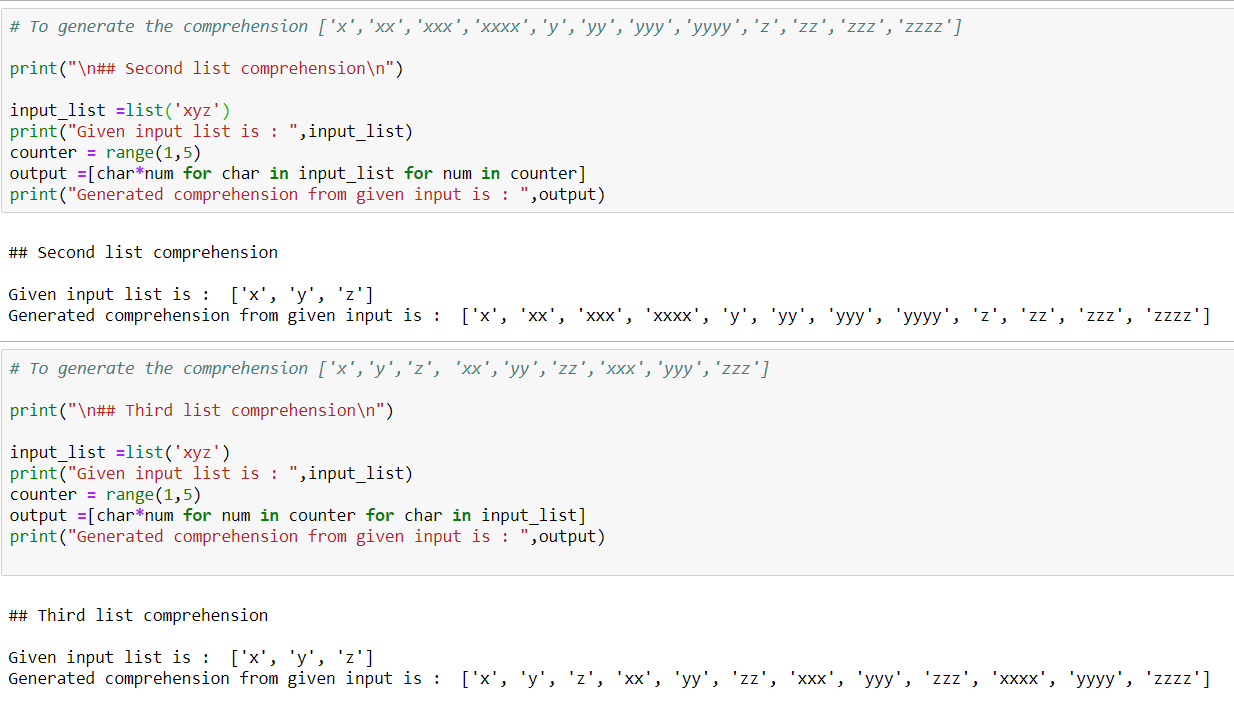 # To generate the comprehension ['x','xx','xxx','xxxx','y','yy','yyy','yyyy','z','zz','zzz','zzzz']
print("\n## Second list comprehension\n")
input_list =list('xyz')
print("Given input list is : ",input_list)
counter = range(1,5)
output =[char*num for char in input_list for num in counter]
print("Generated comprehension from given input is : ",output)
## Second list comprehension
Given input list is :  ['x', 'y', 'z']
Generated comprehension from given input is :  ['x', 'xx', 'xxx', 'xxxx', 'y', 'yy', 'yyy', 'yyyy', 'z', 'zz', 'zzz', 'zzzz']
# To generate the comprehension ['x','y','z', 'xx','yy','zz','xxx','yyy','zzz']
print("\n## Third list comprehension\n")
input_list =list('xyz')
print("Given input list is : ",input_list)
counter = range(1,5)
output =[char*num for num in counter for char in input_list]
print("Generated comprehension from given input is : ",output)
## Third list comprehension
Given input list is :  ['x', 'y', 'z']
Generated comprehension from given input is :  ['x', 'y', 'z', 'xx', 'yy', 'zz', 'xxx', 'yyy', 'zzz', 'xxxx', 'yyyy', 'zzzz']